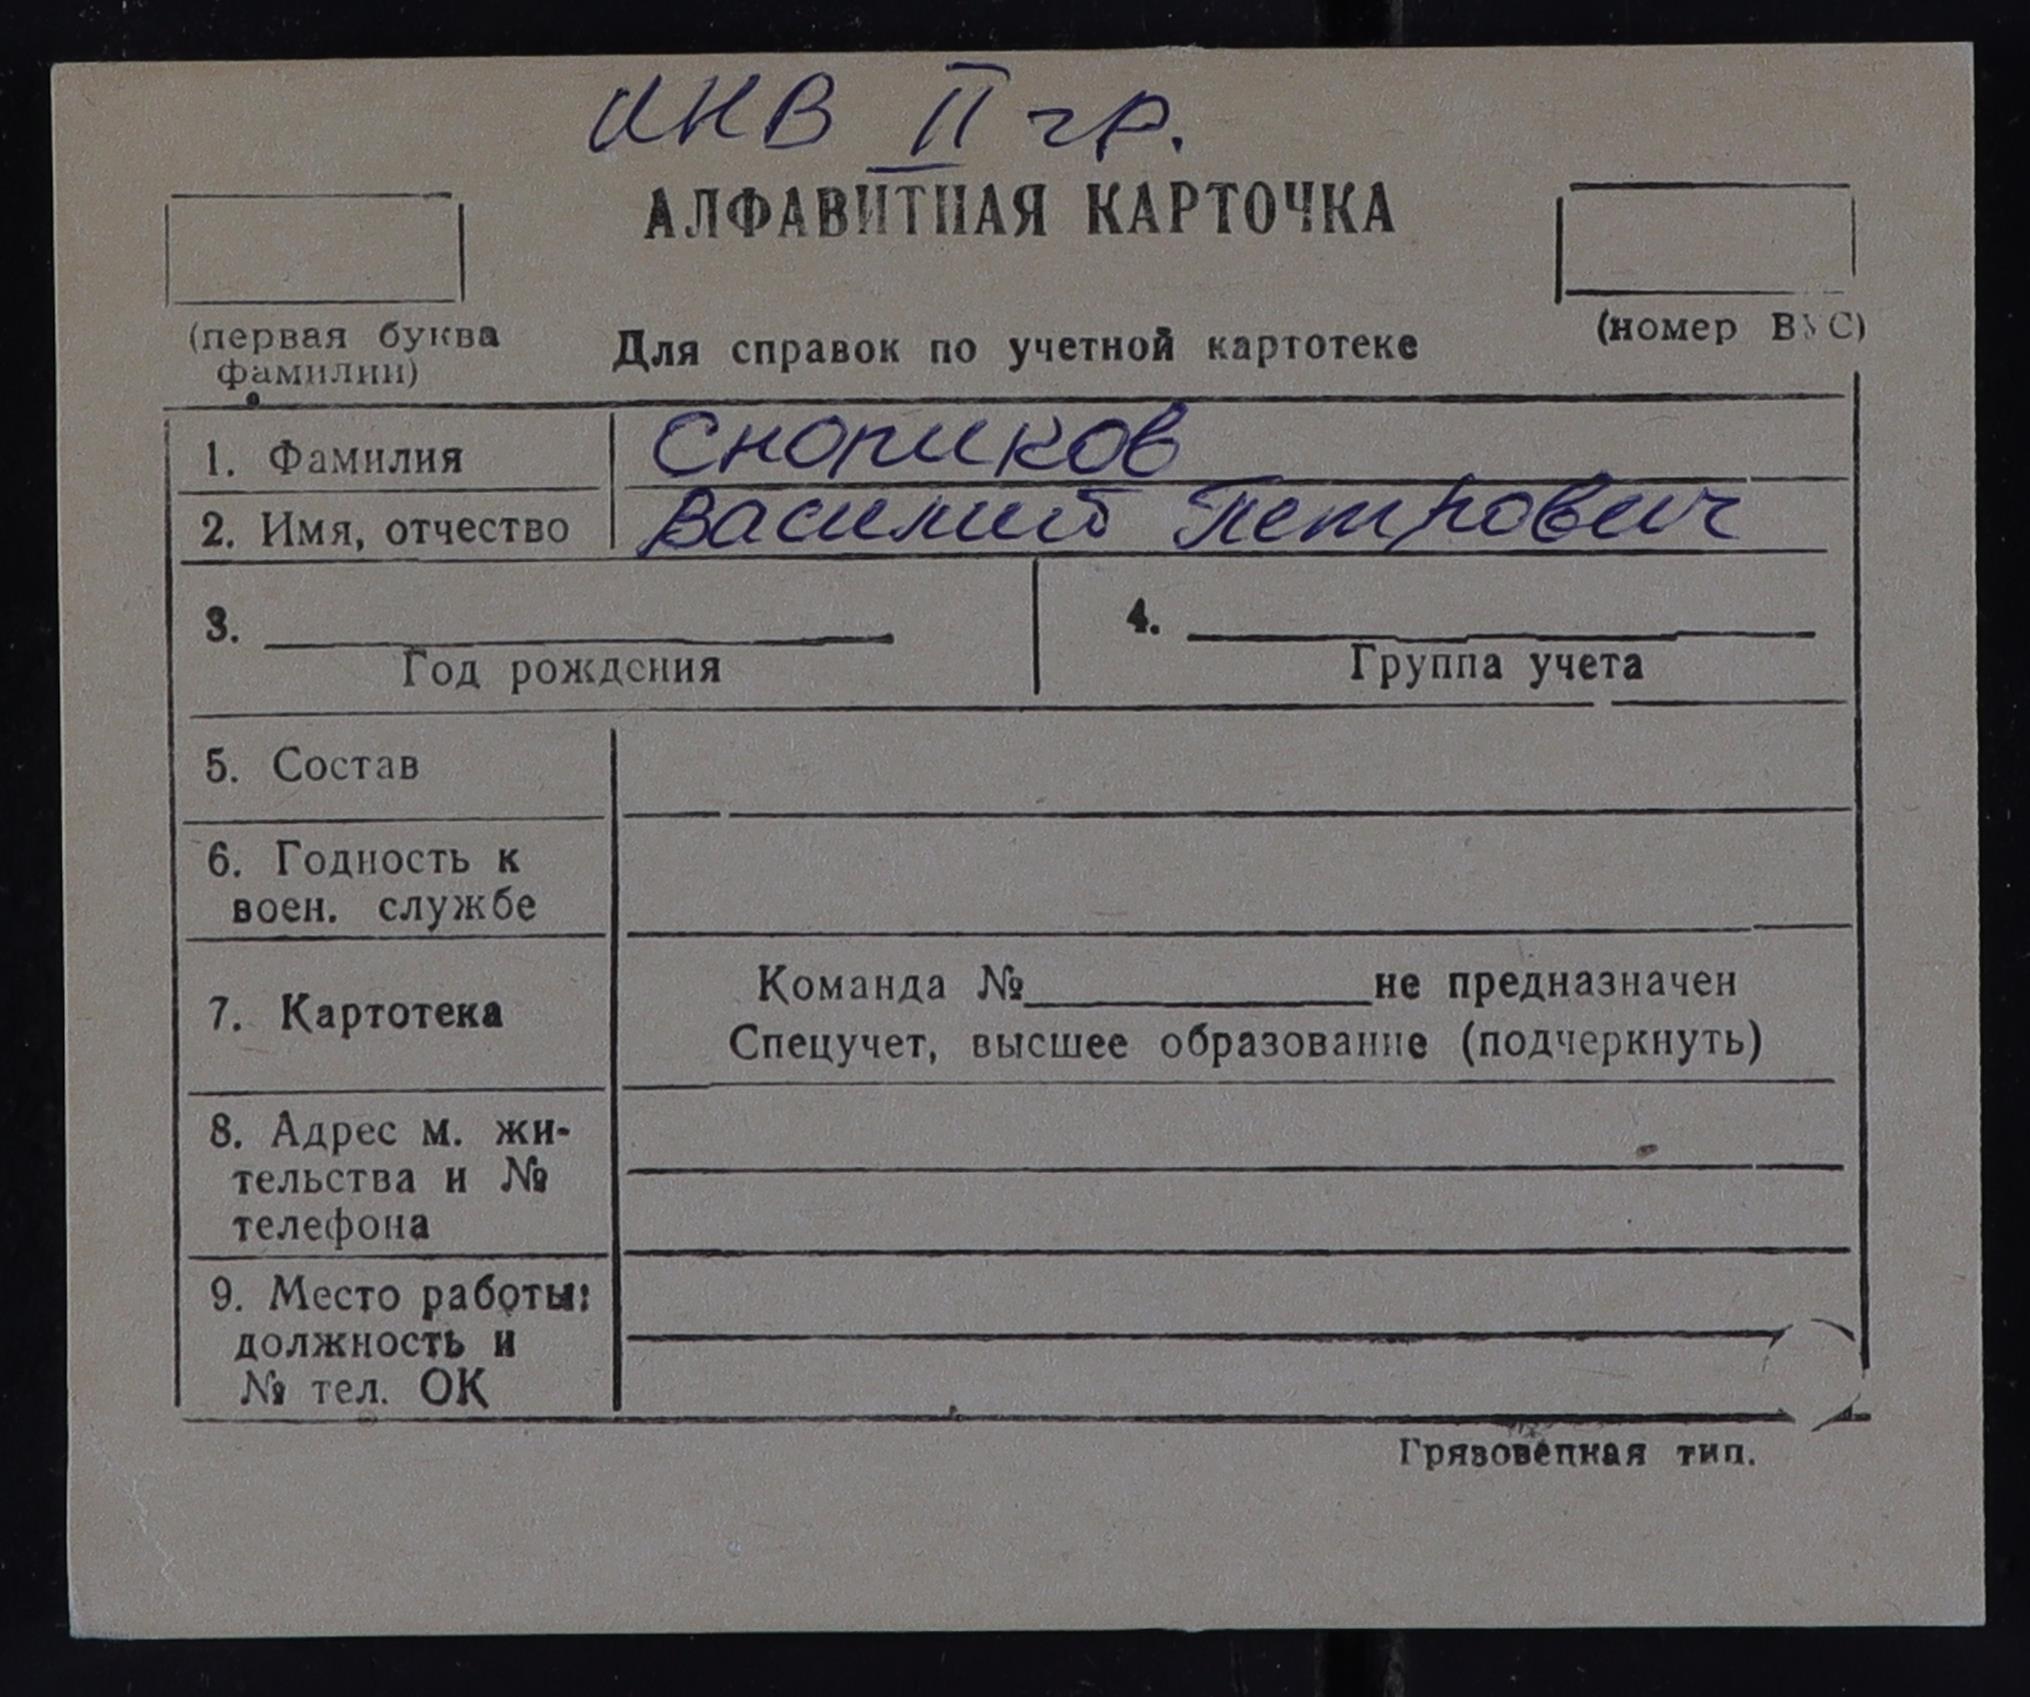 ИНВ II гр.
АЛФАВИТНАЯ КАРТОЧКА
(первая буква фамилии)
Для справок по учетной картотеке
(номер ВУС)
1. Фамилия Снопиков
2. Имя, отчество Василий Петрович
3.
Год рождения
4.
Группа учета
5. Состав
6. Годность к
воен. службе
7. Картотека
Команда № не предназначен
Спецучет, высшее образование (подчеркнуть)
8. Адрес м. жи-
тельства и №
телефона
9. Место работы:
должность и
№ тел. ОК
Грязовецкая тип.